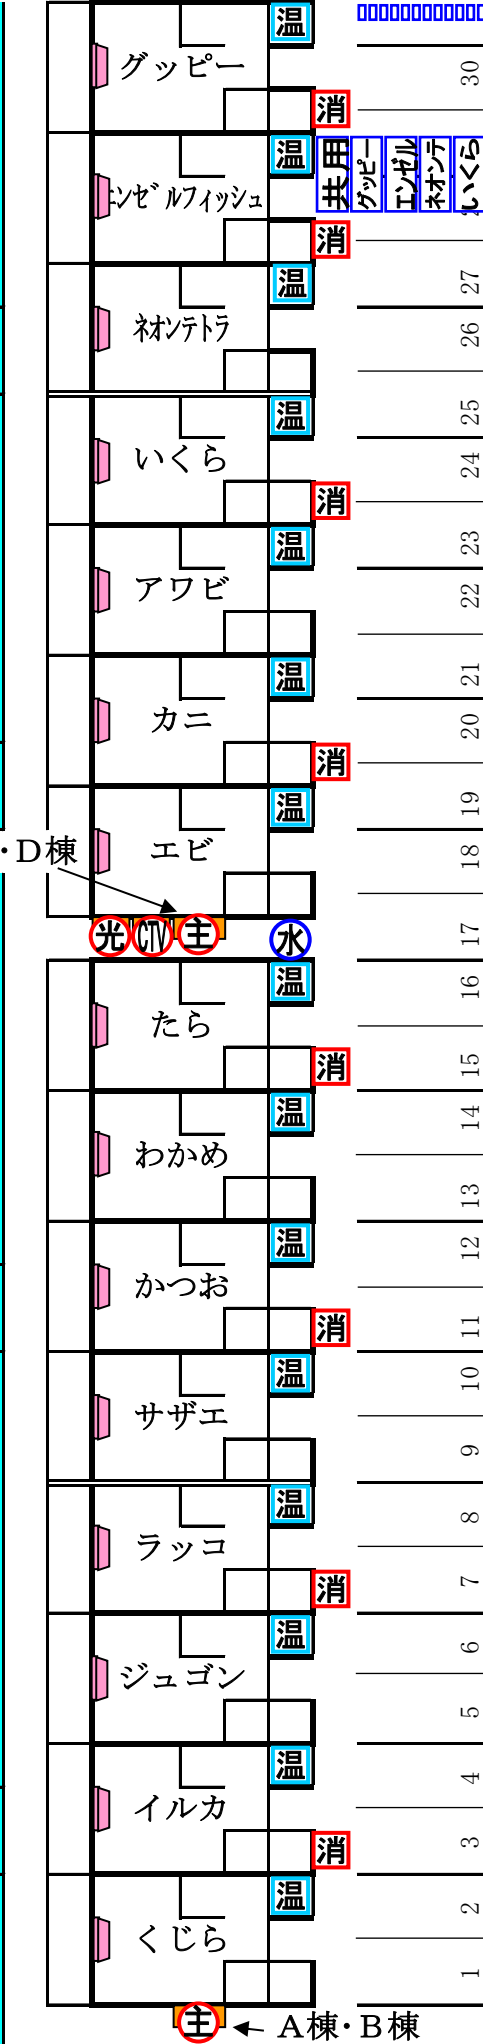 温
グッピー
30
消
温
共用
グッピー
エンゼル
ネオンテ
いくら
ンゼルフィッシュ
消
温
27
ネオンテトラ
26
温
25
いくら
24
消
温
23
アワビ
22
温
21
カニ
20
消
温
19
エビ
18
・D棟
光
CTV
主
水
17
温
16
たら
消
15
温
14
わかめ
13
温
12
かつお
消
11
温
10
サザエ
9
温
8
ラッコ
消
7
温
6
ジュゴン
5
温
4
イルカ
消
3
温
2
くじら
1
主
A棟・B棟